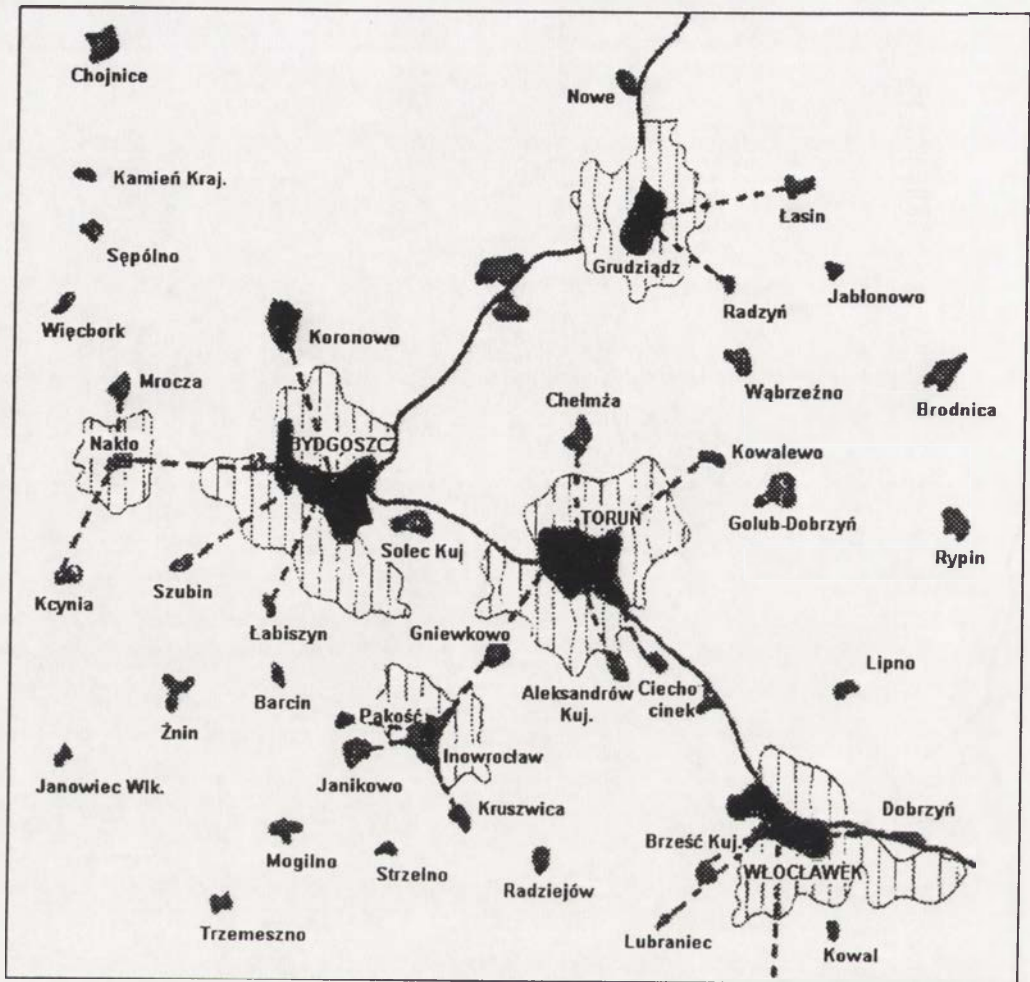 Chojnice
Nowe
Kamień Kraj.
Łasin
Sępólno
Grudziądz
Radzyń
Jabłonowo
Więcbork
Koronowo
Mrocza
Wąbrzeźno
Brodnica
Chełmźa
Nakło
BYDGOSZCZ
Kowalewo
TORUŃ
Golub-Dobrzyń
Solec Kuj
Rypin
Kcynia
Szubin
Łabiszyn
Gniewkowo
Lipno
Barcin
Aleksandrów
Kuj.
Ciecho
cinek
Żnin
Pakość
Inowrocław
Janowiec Wlk.
Janikowo
Kruszwica
Dobrzyń
Brześć Kuj.
Mogilno
Strzelno
Radziejów
WŁOCŁAWEK
Trzemeszno
Lubraniec
Kowal